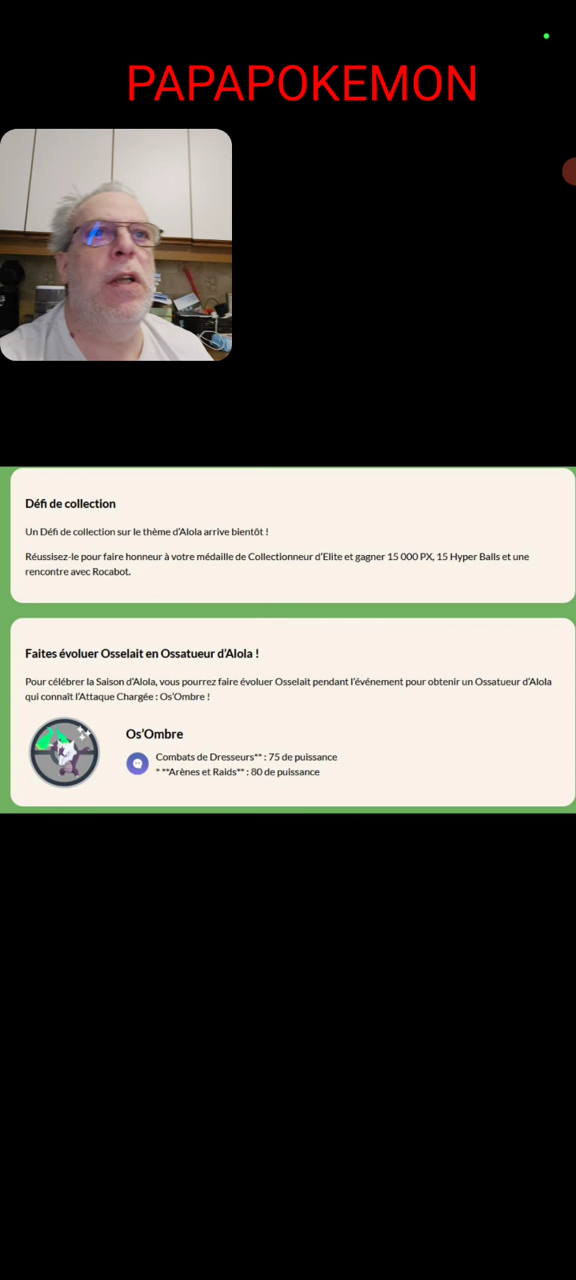 PAPAPOKEMON
Défi de collection
Un Défi de collection sur le thème d'Alola arrive bientôt !
Réussisez-le pour faire honneur à votre médaille de Collectionneur d'Elite et gagner 15 000 PX, 15 Hyper Balls et une
rencontre avec Rocabot.
Faites évoluer Osselait en Ossatueur d'Alola !
Pour célébrer la Saison d'Alola, vous pourrez faire évoluer Osselait pendant l'événement pour obtenir un Ossatueur d'Alola
qui connaît l'Attaque Chargée : Os'Ombre !
Os'Ombre
Combats de Dresseurs** : 75 de puissance
* **Arènes et Raids** : 80 de puissance